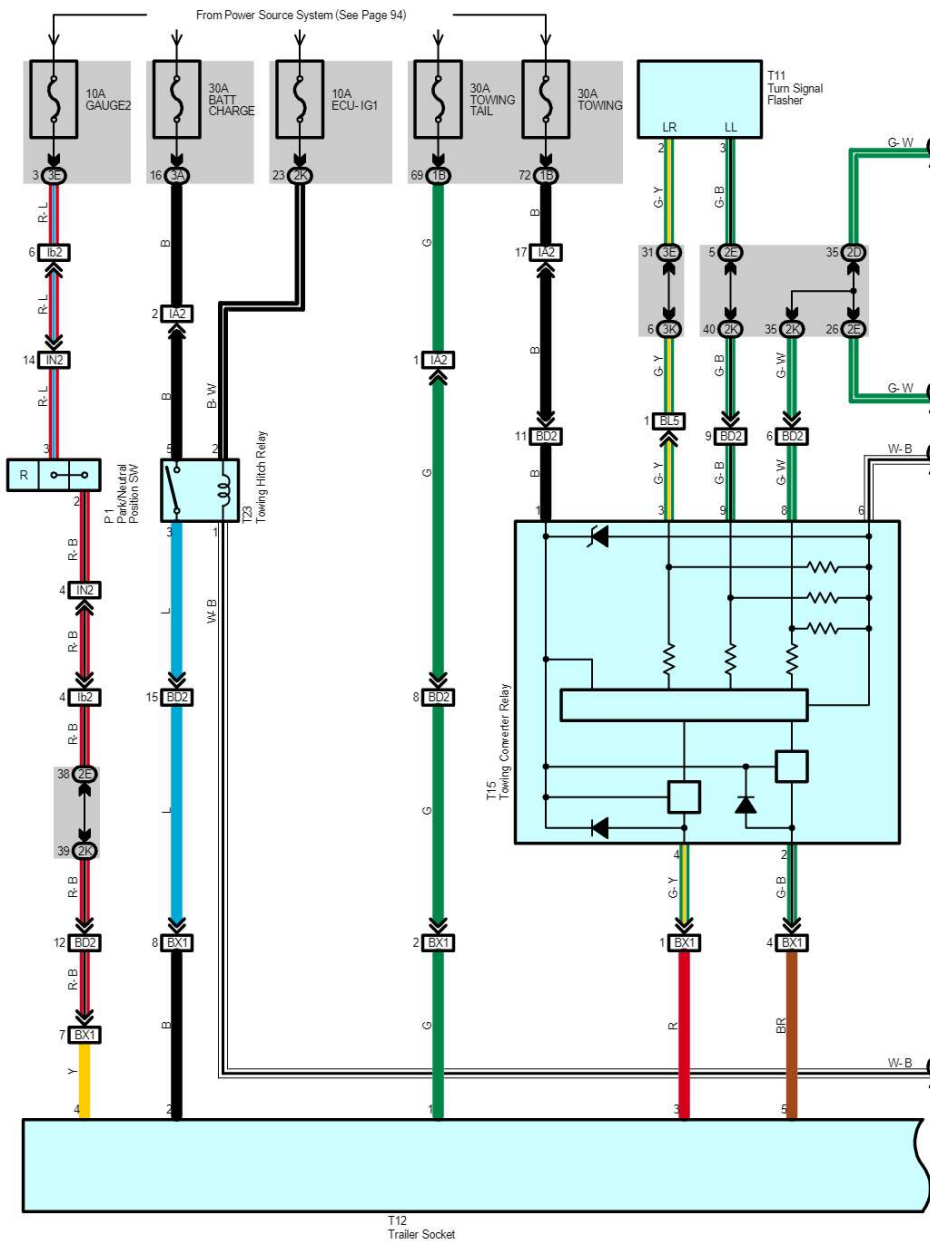 From Power Source System (See Page 94)
10A
GAUGE2
30A
BATT
CHARGE
10A
ECU- IG1
30A
TOWING
TAIL
30A
TOWING
T11
Turn Signal
Flasher
LR
LL
2
3
G- W
3 3E
16 3A
23 2K
69 1B
72 1B
R- L
B
G
B
G- Y
G- B
6 Ib2
17 IA2
31 3E
5 2E
35 2D
R- L
2 IA2
B
6 3K
40 2K
35 2K
26 2E
14 IN2
1 IA2
R- L
B
B- W
G- Y
G- B
G- W
G- W
1 BL5
11 BD2
9 BD2
6 BD2
W- B
3
5
2
G
B
G- Y
G- B
G- W
R
P1
Park/Neutral
Position SW
T23
Towing Hitch Relay
2
3
1
1
3
9
8
6
R- B
L
W- B
4 IN2
R- B
4 Ib2
15 BD2
8 BD2
R- B
T15
Towing Converter Relay
38 2E
L
G
39 2K
4
2
R- B
G- Y
G- B
12 BD2
8 BX1
2 BX1
1 BX1
4 BX1
R- B
7 BX1
B
G
R
BR
W- B
Y
4
2
1
3
5
T12
Trailer Socket